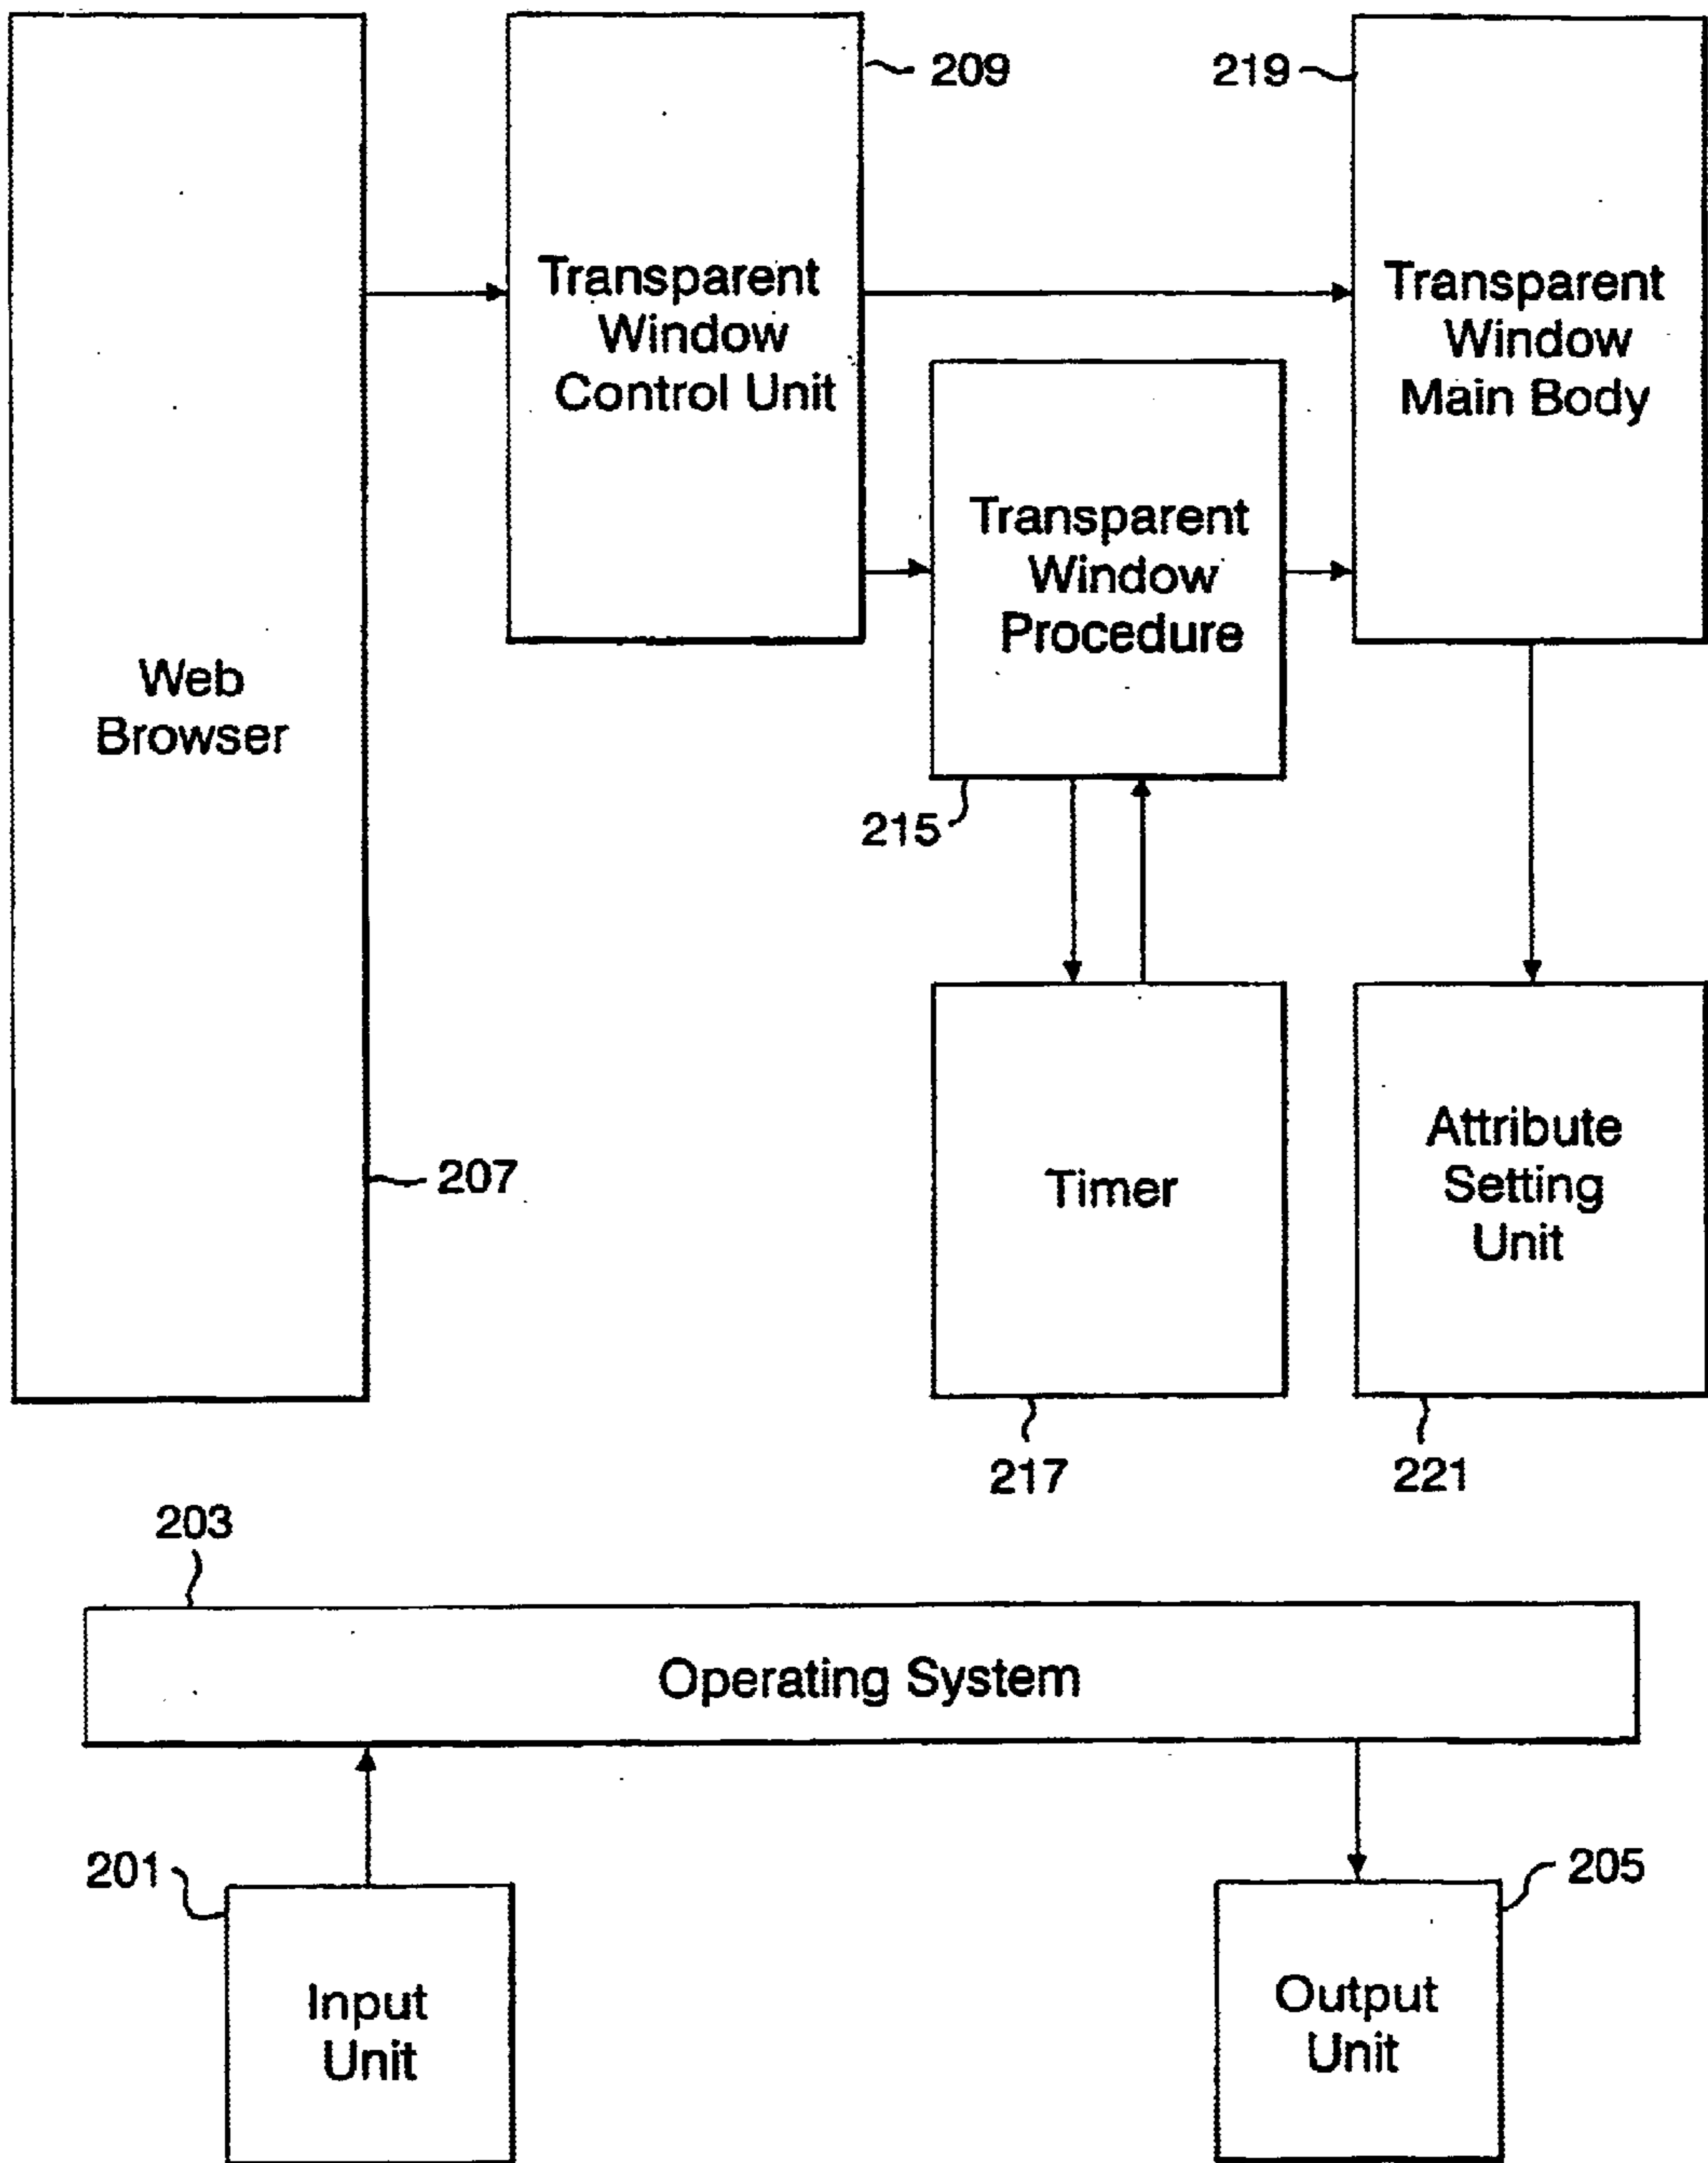 209
219
Transparent
Window
Control Unit
Transparent
Window
Main Body
Transparent
Window
Procedure
Web
Browser
215
207
Timer
Attribute
Setting
Unit
217
221
203
Operating System
201
205
Input
Unit
Output
Unit